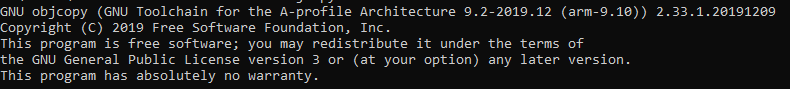 GNU objcopy (GNU Toolchain for the A-profile Architecture 9.2-2019.12 (arm-9.10)) 2.33.1.20191209
Copyright (C) 2019 Free Software Foundation, Inc.
This program is free software; you may redistribute it under the terms of
the GNU General Public License version 3 or (at your option) any later version.
This program has absolutely no warranty.